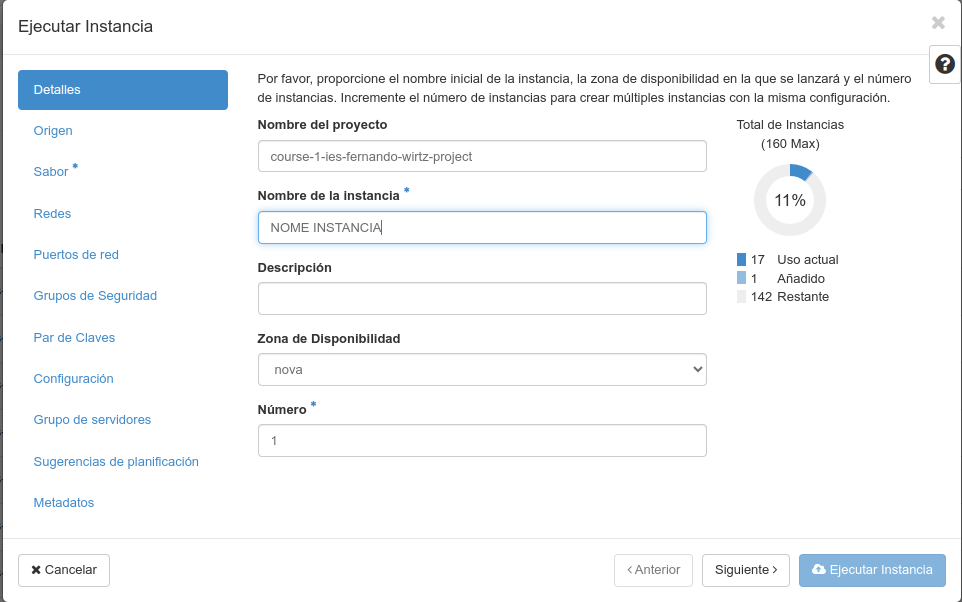 Ejecutar Instancia
Detalles
Origen
Sabor *
Redes
Puertos de red
Grupos de Seguridad
Par de Claves
Configuración
Grupo de servidores
Sugerencias de planificación
Metadatos
Por favor, proporcione el nombre inicial de la instancia, la zona de disponibilidad en la que se lanzará y el número
de instancias. Incremente el número de instancias para crear múltiples instancias con la misma configuración.
Nombre del proyecto
course-1-ies-fernando-wirtz-project
Nombre de la instancia *
NOME INSTANCIA
Descripción
Zona de Disponibilidad
nova
Número *
1
Total de Instancias
(160 Max)
11%
17 Uso actual
1 Añadido
142 Restante
✖ Cancelar
‹ Anterior
Siguiente ›
Ejecutar Instancia